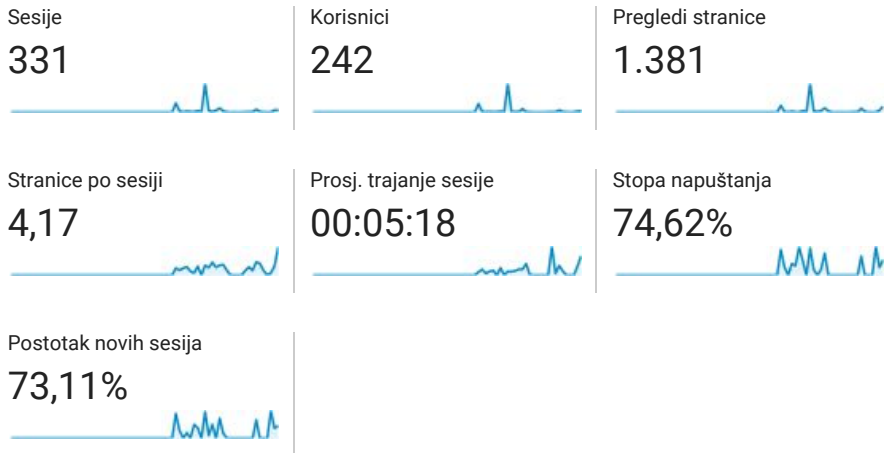 Sesije
331
Korisnici
242
Pregledi stranice
1.381
Stranice po sesiji
4,17
Prosj. trajanje sesije
00:05:18
Stopa napuštanja
74,62%
Postotak novih sesija
73,11%